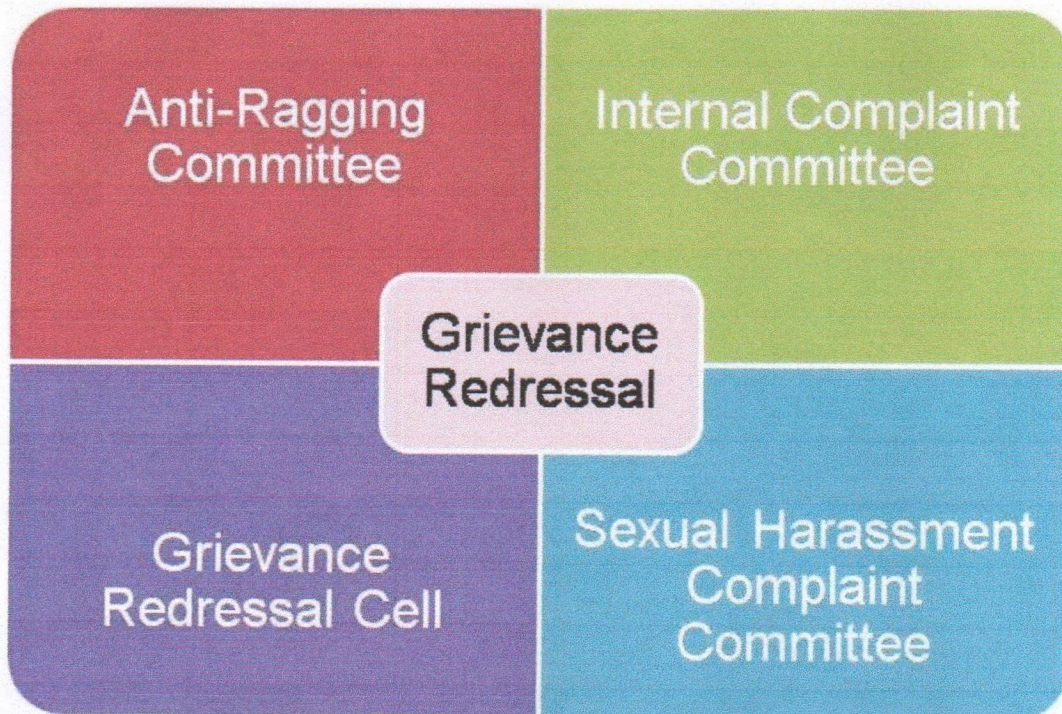 Anti-Ragging
Committee
Internal Complaint
Committee
Grievance
Redressal
Grievance
Redressal Cell
Sexual Harassment
Complaint
Committee